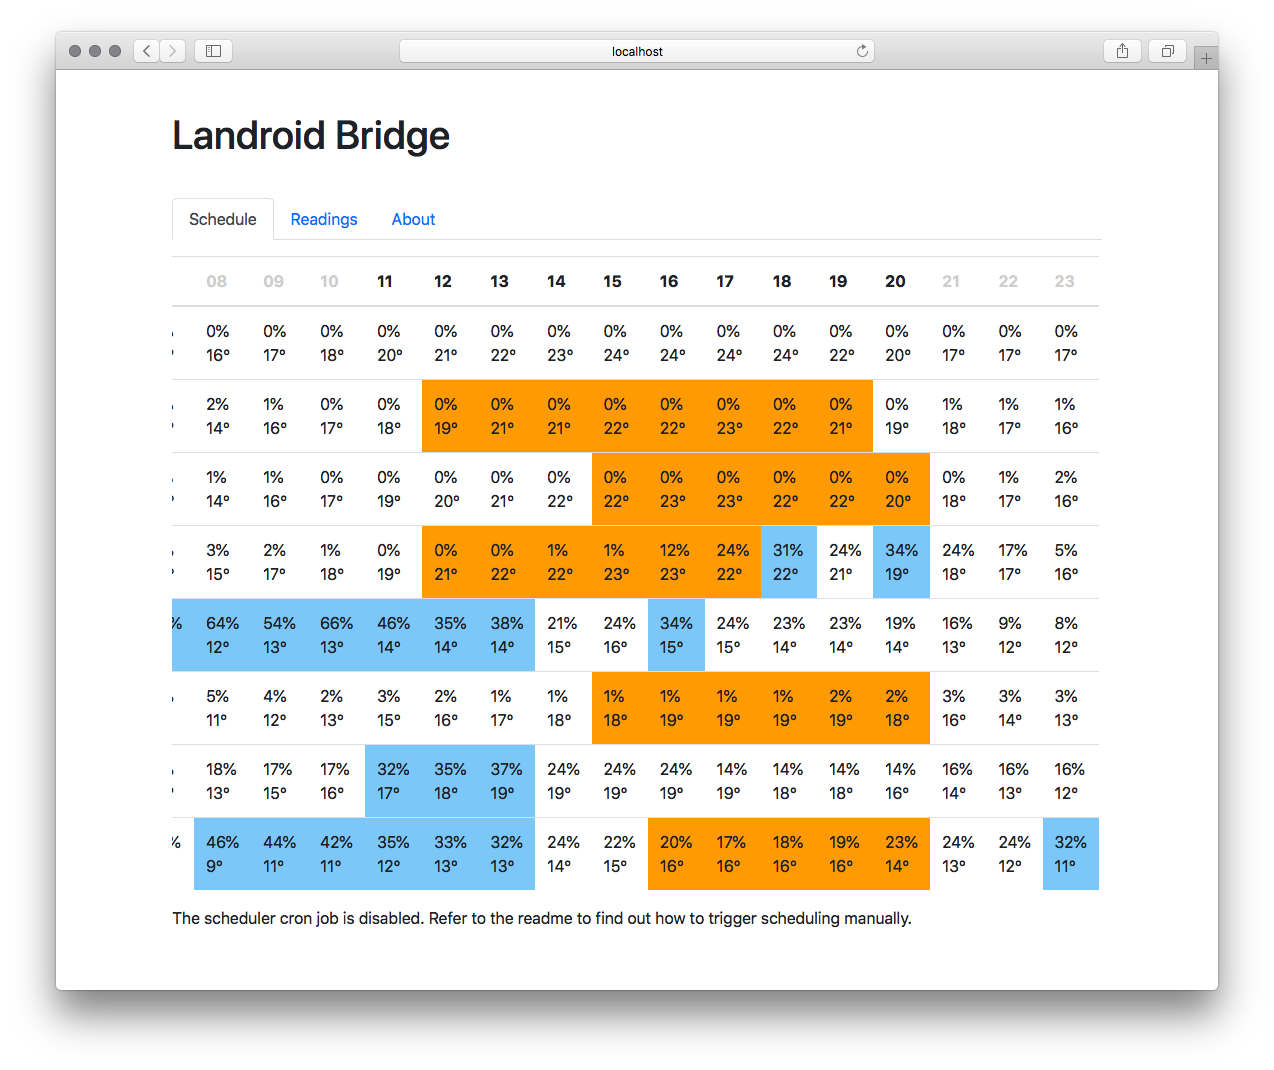 localhost
Landroid Bridge
Schedule Readings About
08 09 10 11 12 13 14 15 16 17 18 19 20 21 22 23
0% 0% 0% 0% 0% 0% 0% 0% 0% 0% 0% 0% 0% 0% 0% 0%
16° 17° 18° 20° 21° 22° 23° 24° 24° 24° 24° 22° 20° 17° 17° 17°
2% 1% 0% 0% 0% 0% 0% 0% 0% 0% 0% 0% 0% 1% 1% 1%
14° 16° 17° 18° 19° 21° 21° 22° 22° 23° 22° 21° 19° 18° 17° 16°
1% 1% 0% 0% 0% 0% 0% 0% 0% 0% 0% 0% 0% 0% 1% 2%
14° 16° 17° 19° 20° 21° 22° 22° 23° 23° 22° 22° 20° 18° 17° 16°
3% 2% 1% 0% 0% 0% 1% 1% 12% 24% 31% 24% 34% 24% 17% 5%
15° 17° 18° 19° 21° 22° 22° 23° 23° 22° 22° 21° 19° 18° 17° 16°
% 64% 54% 66% 46% 35% 38% 21% 24% 34% 24% 23% 23% 19% 16% 9% 8%
12° 13° 13° 14° 14° 14° 15° 16° 15° 15° 14° 14° 14° 13° 12° 12°
5% 4% 2% 3% 2% 1% 1% 1% 1% 1% 1% 2% 2% 3% 3% 3%
11° 12° 13° 15° 16° 17° 18° 18° 19° 19° 19° 19° 18° 16° 14° 13°
18% 17% 17% 32% 35% 37% 24% 24% 24% 14% 14% 14% 14% 16% 16% 16%
13° 15° 16° 17° 18° 19° 19° 19° 19° 19° 18° 18° 16° 14° 13° 12°
% 46% 44% 42% 35% 33% 32% 24% 22% 20% 17% 18% 19% 23% 24% 24% 32%
9° 11° 11° 12° 13° 13° 14° 15° 16° 16° 16° 16° 14° 13° 12° 11°
The scheduler cron job is disabled. Refer to the readme to find out how to trigger scheduling manually.